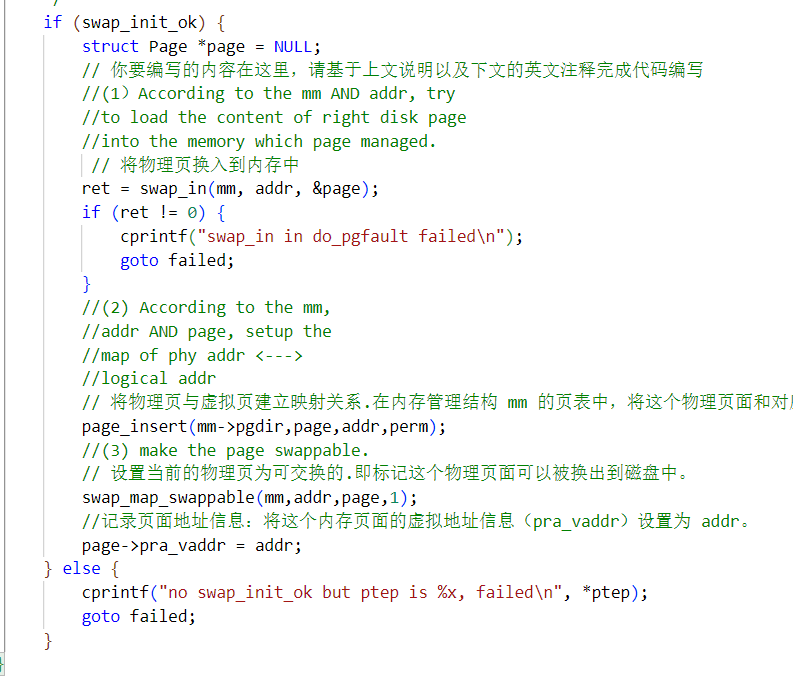 if (swap_init_ok) {
struct Page *page = NULL;
// 你要编写的内容在这里，请基于上文说明以及下文的英文注释完成代码编写
//(1）According to the mm AND addr, try
//to load the content of right disk page
//into the memory which page managed.
// 将物理页换入到内存中
ret = swap_in(mm, addr, &page);
if (ret != 0) {
cprintf("swap_in in do_pgfault failed\n");
goto failed;
}
//(2) According to the mm,
//addr AND page, setup the
//map of phy addr <--->
//logical addr
// 将物理页与虚拟页建立映射关系.在内存管理结构 mm 的页表中，将这个物理页面和对
page_insert(mm->pgdir,page,addr,perm);
//(3) make the page swappable.
// 设置当前的物理页为可交换的.即标记这个物理页面可以被换出到磁盘中。
swap_map_swappable(mm,addr,page,1);
//记录页面地址信息：将这个内存页面的虚拟地址信息（pra_vaddr）设置为 addr。
page->pra_vaddr = addr;
} else {
cprintf("no swap_init_ok but ptep is %x, failed\n", *ptep);
goto failed;
}